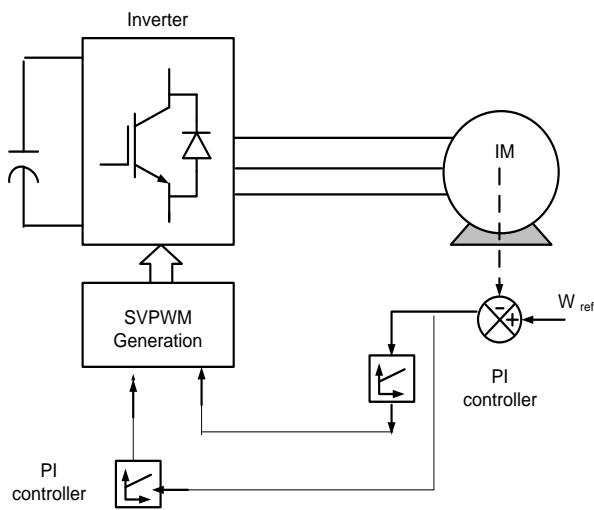 Inverter
IM
SVPWM
Generation
- +
W ref
PI
controller
PI
controller